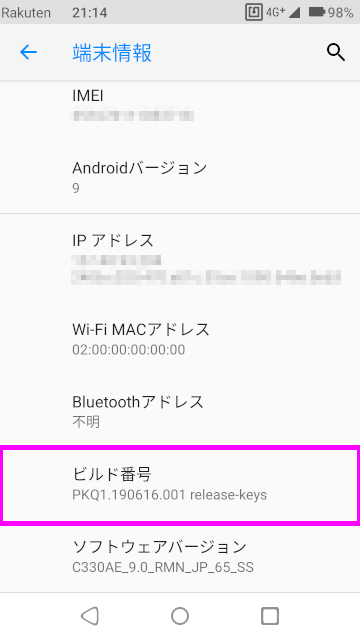 Rakuten 21:14 4G+ 98%
端末情報
IMEI
Androidバージョン
9
IP アドレス
Wi-Fi MACアドレス
02:00:00:00:00:00
Bluetoothアドレス
不明
ビルド番号
PKQ1.190616.001 release-keys
ソフトウェアバージョン
C330AE_9.0_RMN_JP_65_SS